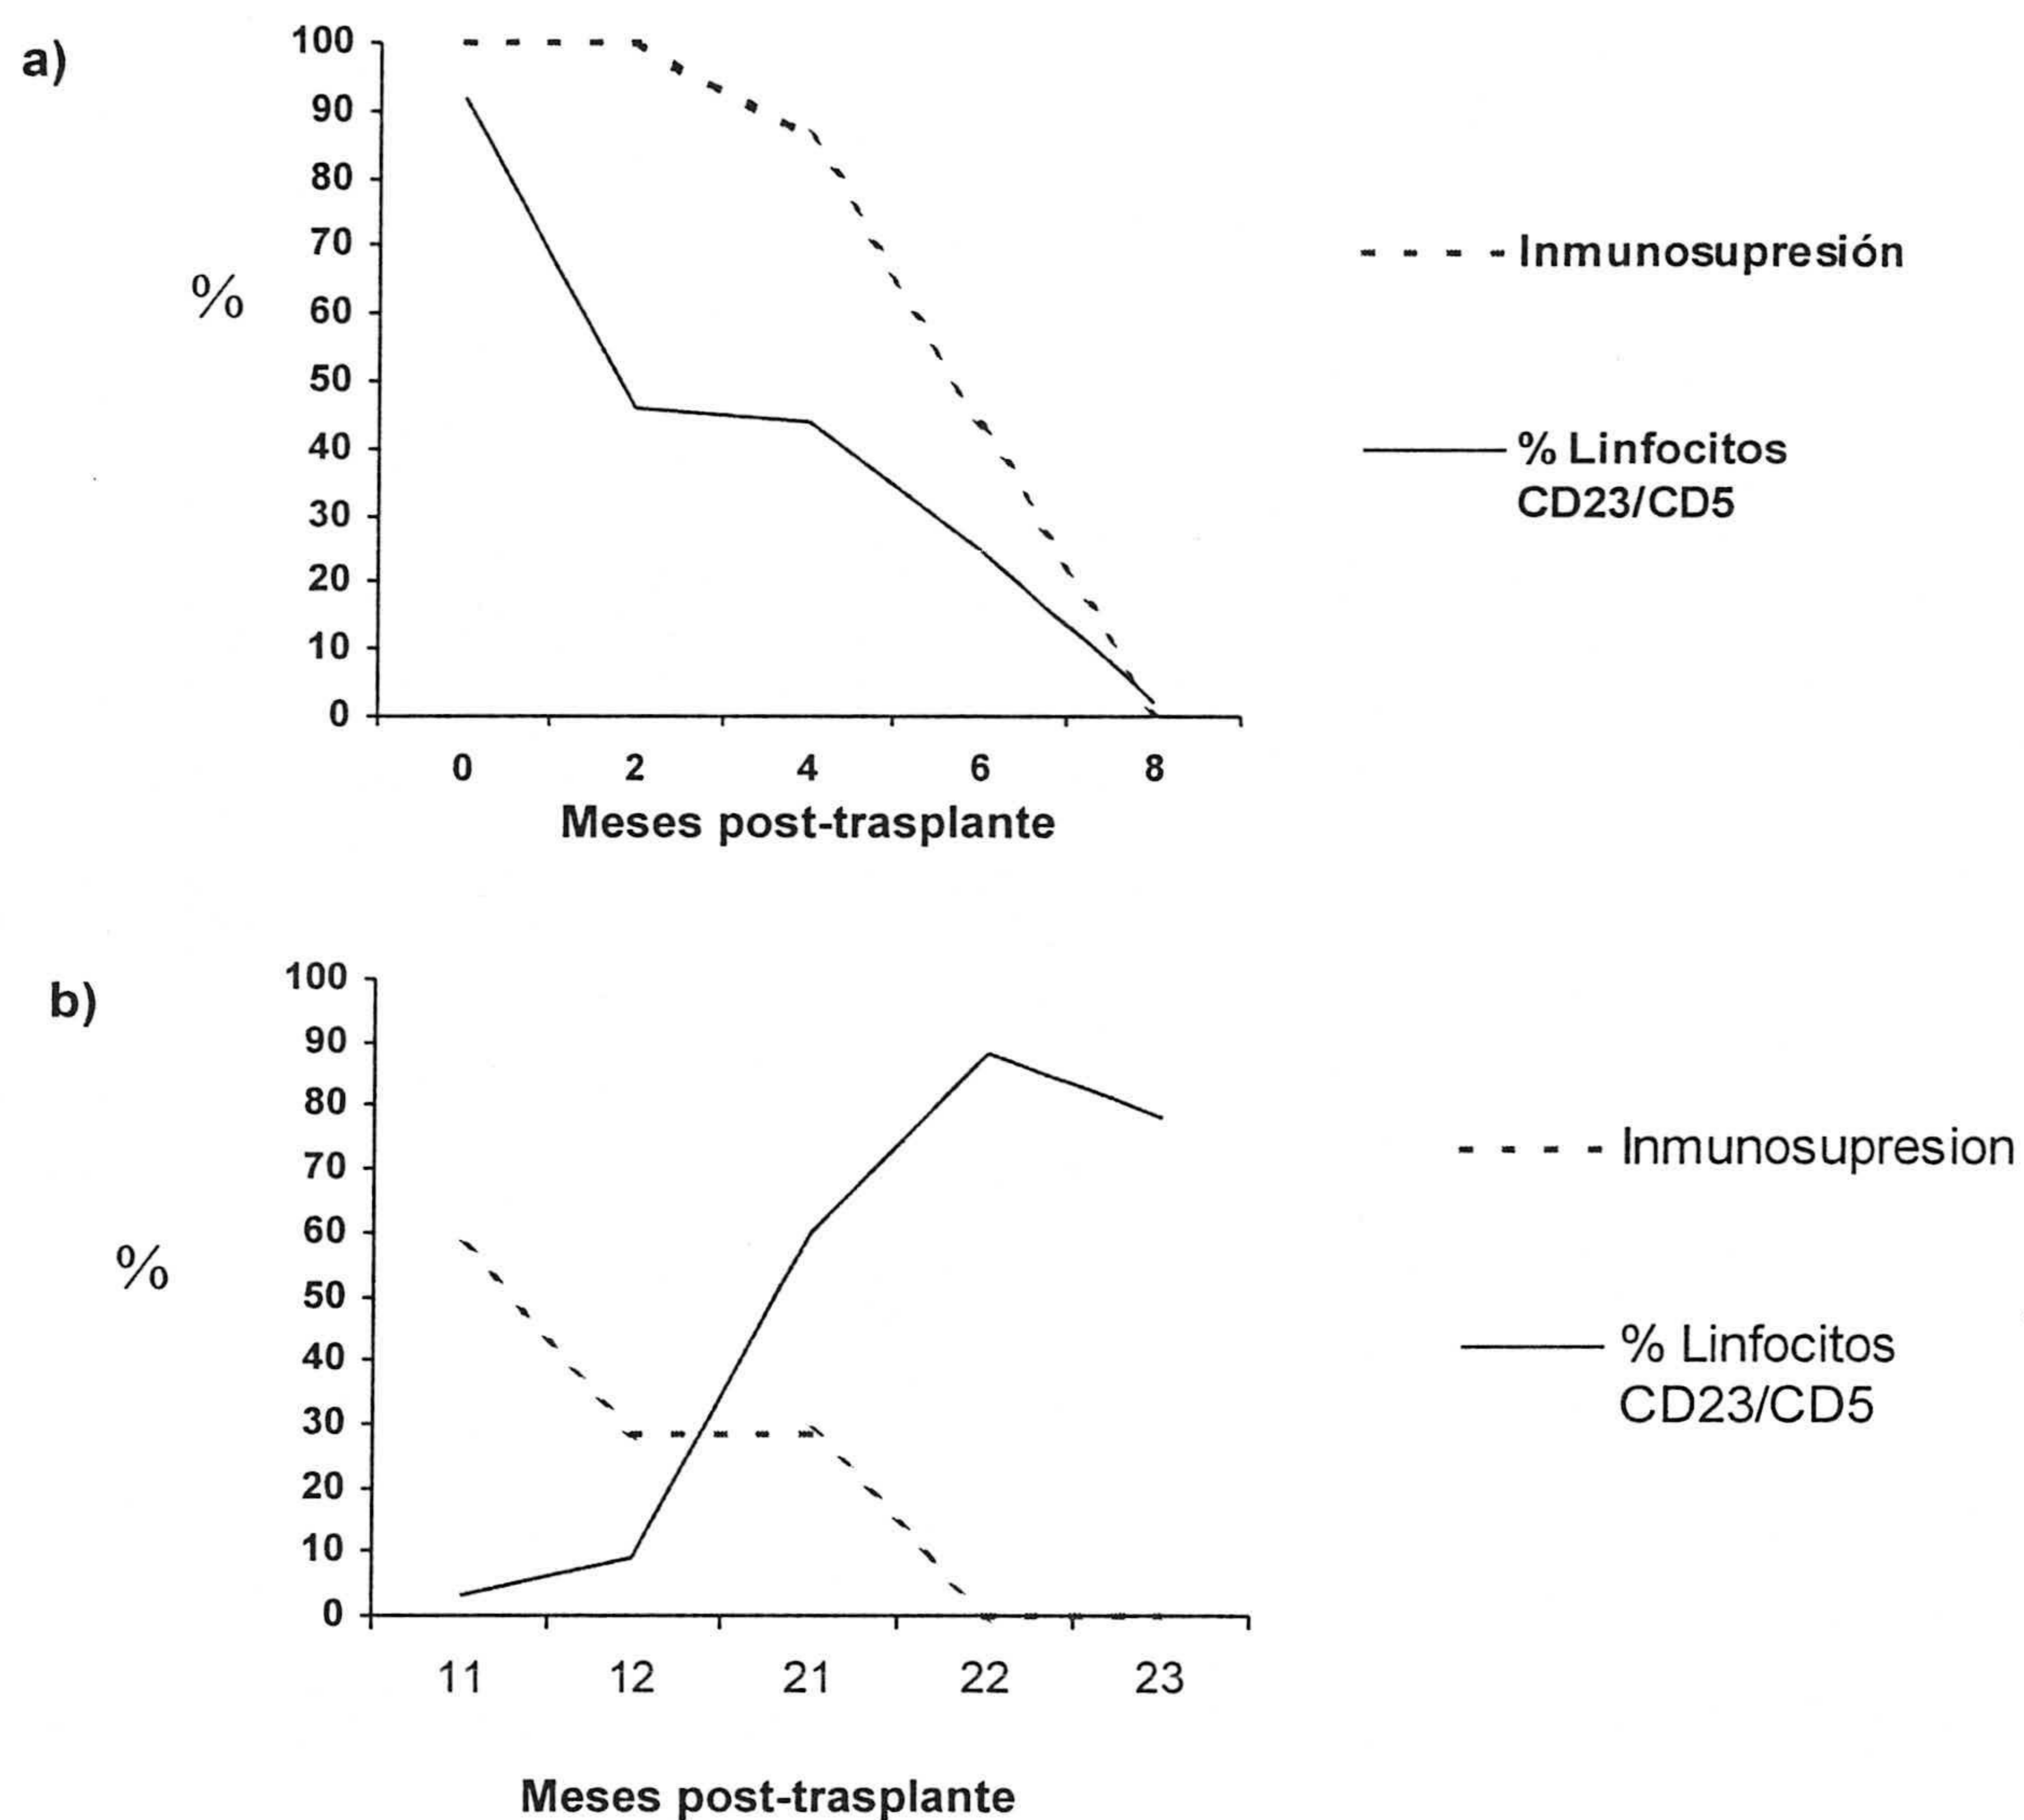 a)
100
90
80
70
60
50
40
30
20
10
0
%
0 2 4 6 8
Meses post-trasplante
Inmunosupresión
% Linfocitos
CD23/CD5
b)
100
90
80
70
60
50
40
30
20
10
0
%
11 12 21 22 23
Meses post-trasplante
Inmunosupresion
% Linfocitos
CD23/CD5